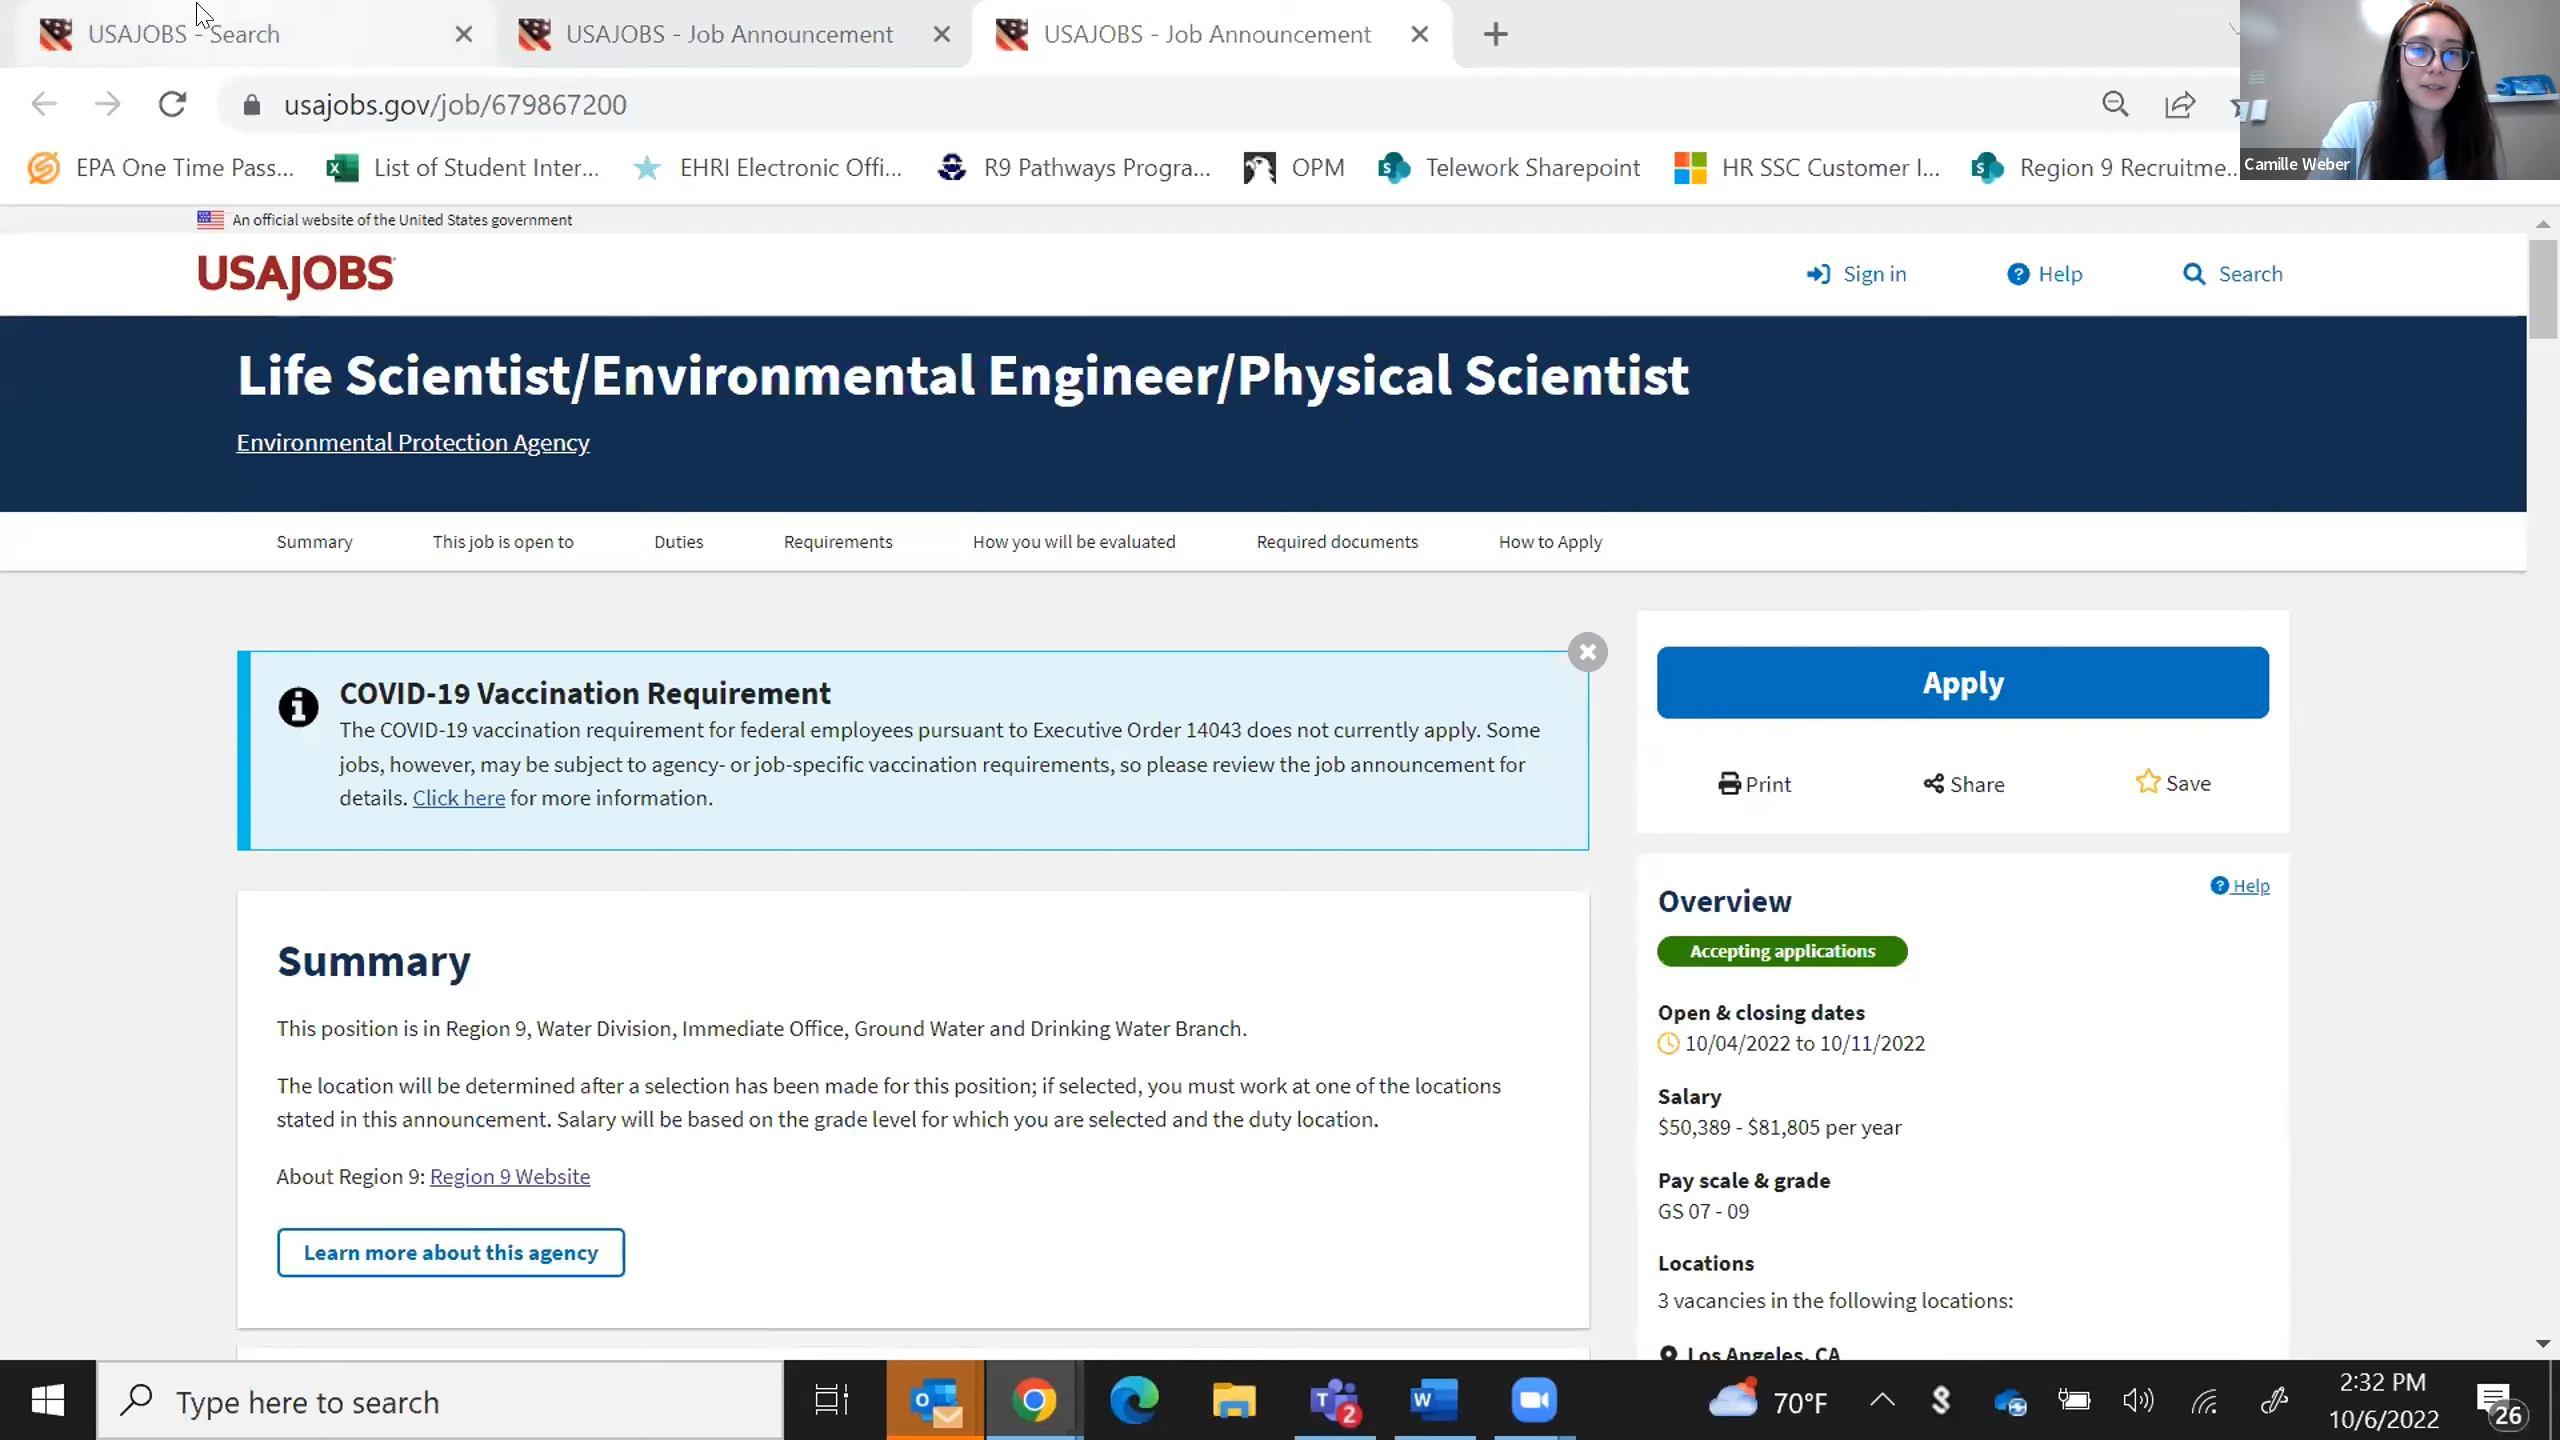 USAJOBS - Search
USAJOBS - Job Announcement
USAJOBS - Job Announcement
usajobs.gov/job/679867200
EPA One Time Pass...
List of Student Inter...
EHRI Electronic Offi...
R9 Pathways Progra...
OPM
Telework Sharepoint
HR SSC Customer I...
Region 9 Recruitme...
Camille Weber
An official website of the United States government
USAJOBS
Sign in
Help
Search
Life Scientist/Environmental Engineer/Physical Scientist
Environmental Protection Agency
Summary
This job is open to
Duties
Requirements
How you will be evaluated
Required documents
How to Apply
COVID-19 Vaccination Requirement
The COVID-19 vaccination requirement for federal employees pursuant to Executive Order 14043 does not currently apply. Some
jobs, however, may be subject to agency- or job-specific vaccination requirements, so please review the job announcement for
details. Click here for more information.
Summary
This position is in Region 9, Water Division, Immediate Office, Ground Water and Drinking Water Branch.
The location will be determined after a selection has been made for this position; if selected, you must work at one of the locations
stated in this announcement. Salary will be based on the grade level for which you are selected and the duty location.
About Region 9: Region 9 Website
Learn more about this agency
Apply
Print
Share
Save
Help
Overview
Accepting applications
Open & closing dates
10/04/2022 to 10/11/2022
Salary
$50,389 - $81,805 per year
Pay scale & grade
GS 07 - 09
Locations
3 vacancies in the following locations:
Los Angeles, CA
Type here to search
2
70°F
2:32 PM
10/6/2022
26